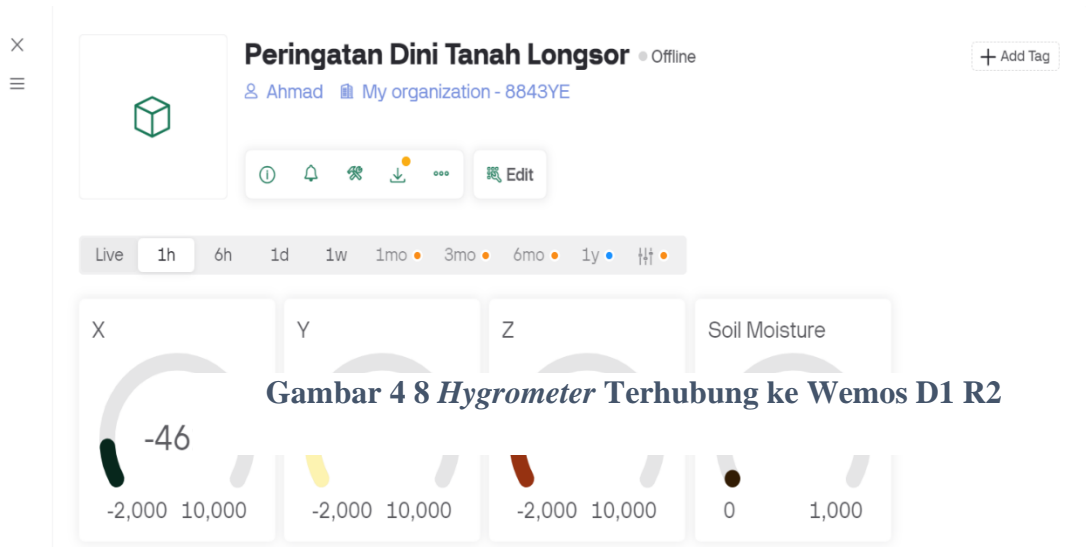 Peringatan Dini Tanah Longsor Offline
+ Add Tag
Ahmad My organization - 8843YE
Edit
Live 1h 6h 1d 1w 1mo 3mo 6mo 1y
X Y Z Soil Moisture
Gambar 4 8 Hygrometer Terhubung ke Wemos D1 R2
-46
-2,000 10,000 -2,000 10,000 -2,000 10,000 0 1,000